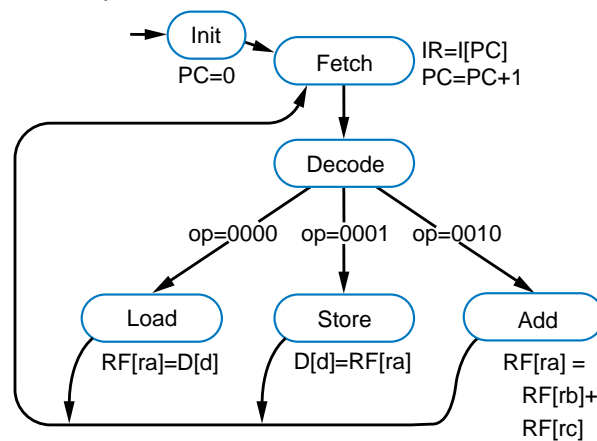 Init
PC=0
Fetch
IR=I[PC]
PC=PC+1
Decode
op=0000
op=0001
op=0010
Load
RF[ra]=D[d]
Store
D[d]=RF[ra]
Add
RF[ra] =
RF[rb]+
RF[rc]